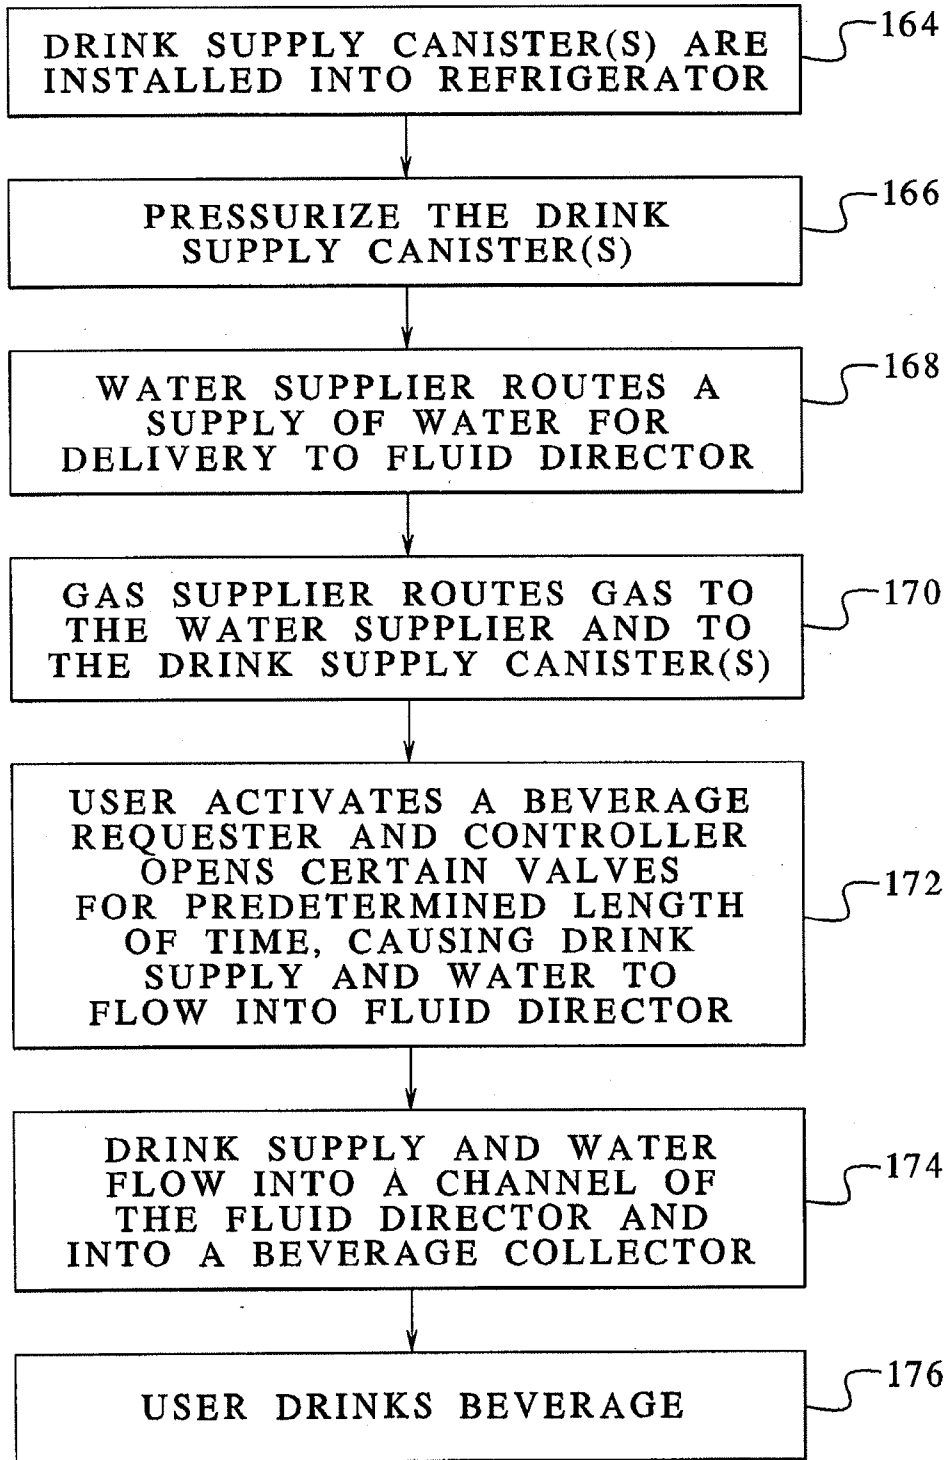 DRINK SUPPLY CANISTER(S) ARE
INSTALLED INTO REFRIGERATOR
164
PRESSURIZE THE DRINK
SUPPLY CANISTER(S)
166
WATER SUPPLIER ROUTES A
SUPPLY OF WATER FOR
DELIVERY TO FLUID DIRECTOR
168
GAS SUPPLIER ROUTES GAS TO
THE WATER SUPPLIER AND TO
THE DRINK SUPPLY CANISTER(S)
170
USER ACTIVATES A BEVERAGE
REQUESTER AND CONTROLLER
OPENS CERTAIN VALVES
FOR PREDETERMINED LENGTH
OF TIME, CAUSING DRINK
SUPPLY AND WATER TO
FLOW INTO FLUID DIRECTOR
172
DRINK SUPPLY AND WATER
FLOW INTO A CHANNEL OF
THE FLUID DIRECTOR AND
INTO A BEVERAGE COLLECTOR
174
USER DRINKS BEVERAGE
176